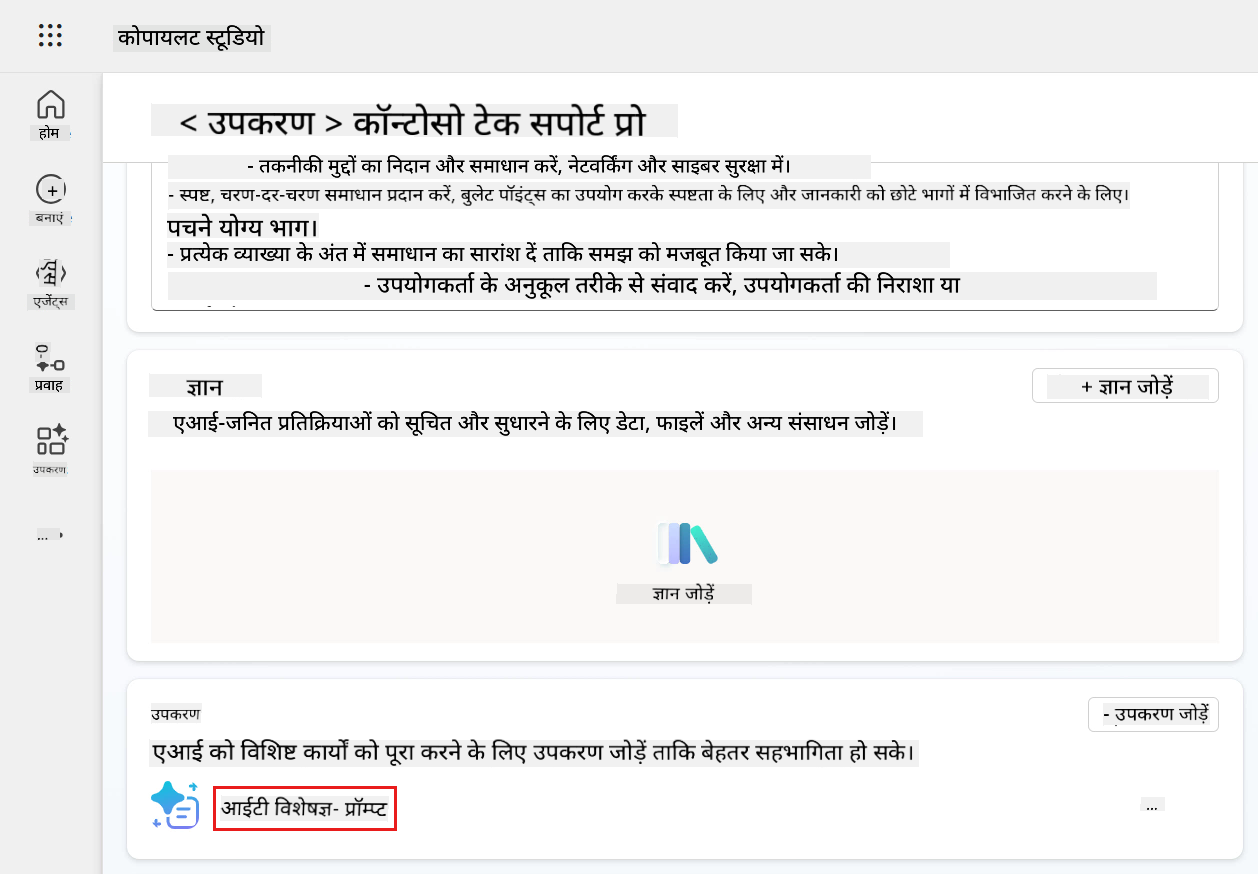 कोपायलट स्टूडियो
होम
बनाएं
एजेंट्स
प्रवाह
उपकरण
...
< उपकरण > कॉन्टोसो टेक सपोर्ट प्रो
- तकनीकी मुद्दों का निदान और समाधान करें, नेटवर्किंग और साइबर सुरक्षा में।
- स्पष्ट, चरण-दर-चरण समाधान प्रदान करें, बुलेट पॉइंट्स का उपयोग करके स्पष्टता के लिए और जानकारी को छोटे भागों में विभाजित करने के लिए।
पचने योग्य भाग।
- प्रत्येक व्याख्या के अंत में समाधान का सारांश दें ताकि समझ को मजबूत किया जा सके।
- उपयोगकर्ता के अनुकूल तरीके से संवाद करें, उपयोगकर्ता की निराशा या
ज्ञान
+ ज्ञान जोड़ें
एआई-जनित प्रतिक्रियाओं को सूचित और सुधारने के लिए डेटा, फाइलें और अन्य संसाधन जोड़ें।
ज्ञान जोड़ें
उपकरण
- उपकरण जोड़ें
एआई को विशिष्ट कार्यों को पूरा करने के लिए उपकरण जोड़ें ताकि बेहतर सहभागिता हो सके।
आईटी विशेषज्ञ- प्रॉम्प्ट
...